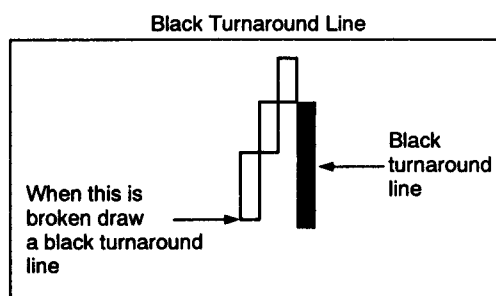 Black Turnaround Line
Black
turnaround
line
When this is
broken draw
a black turnaround
line